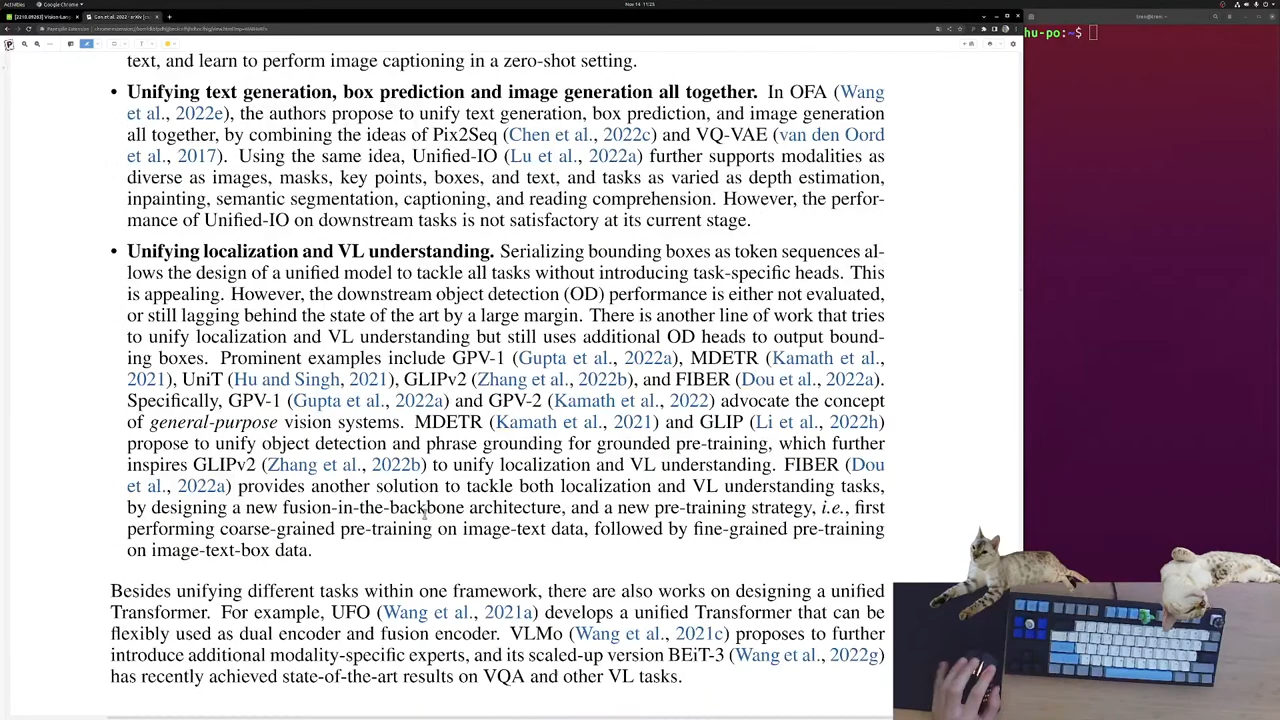 Activities
Google Chrome
Nov 14 11:23
text, and learn to perform image captioning in a zero-shot setting.
• Unifying text generation, box prediction and image generation all together. In OFA (Wang
et al., 2022e), the authors propose to unify text generation, box prediction, and image generation
all together, by combining the ideas of Pix2Seq (Chen et al., 2022c) and VQ-VAE (van den Oord
et al., 2017). Using the same idea, Unified-IO (Lu et al., 2022a) further supports modalities as
diverse as images, masks, key points, boxes, and text, and tasks as varied as depth estimation,
inpainting, semantic segmentation, captioning, and reading comprehension. However, the perfor-
mance of Unified-IO on downstream tasks is not satisfactory at its current stage.
• Unifying localization and VL understanding. Serializing bounding boxes as token sequences al-
lows the design of a unified model to tackle all tasks without introducing task-specific heads. This
is appealing. However, the downstream object detection (OD) performance is either not evaluated,
or still lagging behind the state of the art by a large margin. There is another line of work that tries
to unify localization and VL understanding but still uses additional OD heads to output bound-
ing boxes. Prominent examples include GPV-1 (Gupta et al., 2022a), MDETR (Kamath et al.,
2021), UniT (Hu and Singh, 2021), GLIPv2 (Zhang et al., 2022b), and FIBER (Dou et al., 2022a).
Specifically, GPV-1 (Gupta et al., 2022a) and GPV-2 (Kamath et al., 2022) advocate the concept
of general-purpose vision systems. MDETR (Kamath et al., 2021) and GLIP (Li et al., 2022h)
propose to unify object detection and phrase grounding for grounded pre-training, which further
inspires GLIPv2 (Zhang et al., 2022b) to unify localization and VL understanding. FIBER (Dou
et al., 2022a) provides another solution to tackle both localization and VL understanding tasks,
by designing a new fusion-in-the-backbone architecture, and a new pre-training strategy, i.e., first
performing coarse-grained pre-training on image-text data, followed by fine-grained pre-training
on image-text-box data.
Besides unifying different tasks within one framework, there are also works on designing a unified
Transformer. For example, UFO (Wang et al., 2021a) develops a unified Transformer that can be
flexibly used as dual encoder and fusion encoder. VLMo (Wang et al., 2021c) proposes to further
introduce additional modality-specific experts, and its scaled-up version BEiT-3 (Wang et al., 2022g)
has recently achieved state-of-the-art results on VQA and other VL tasks.
hu-po:~$